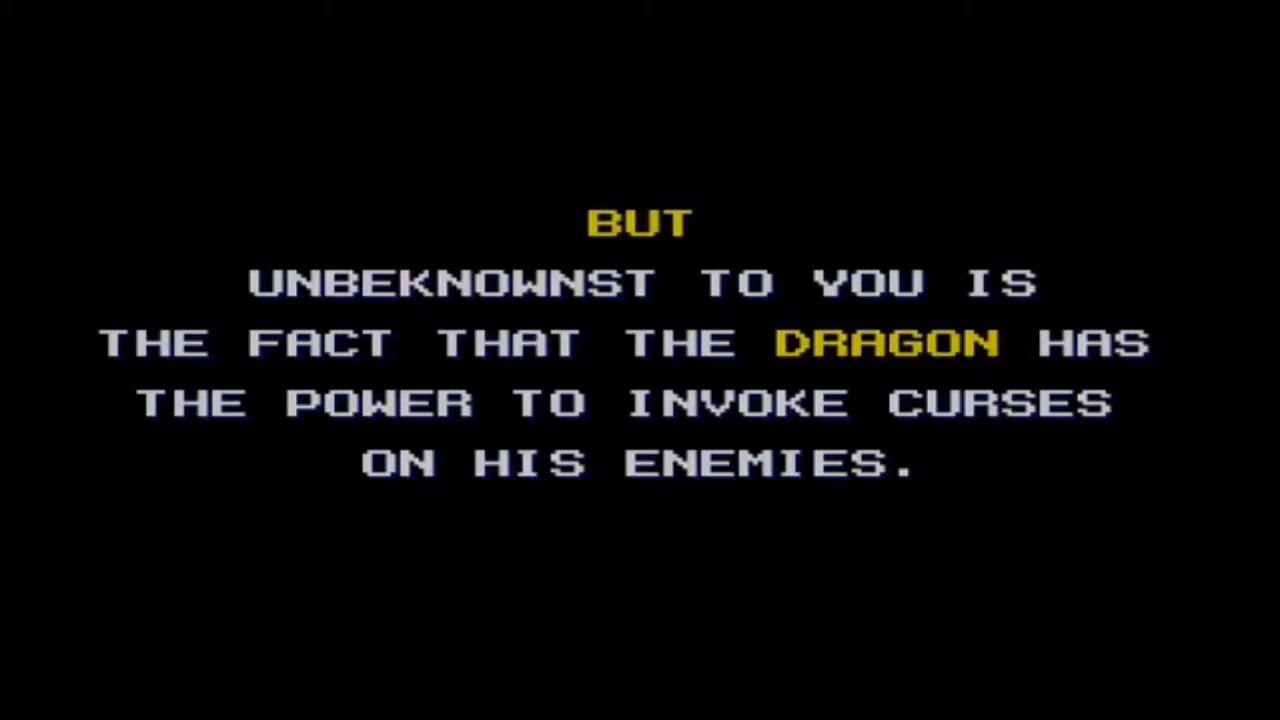 BUT
UNBEKNOWNST TO YOU IS
THE FACT THAT THE DRAGON HAS
THE POWER TO INVOKE CURSES
ON HIS ENEMIES.